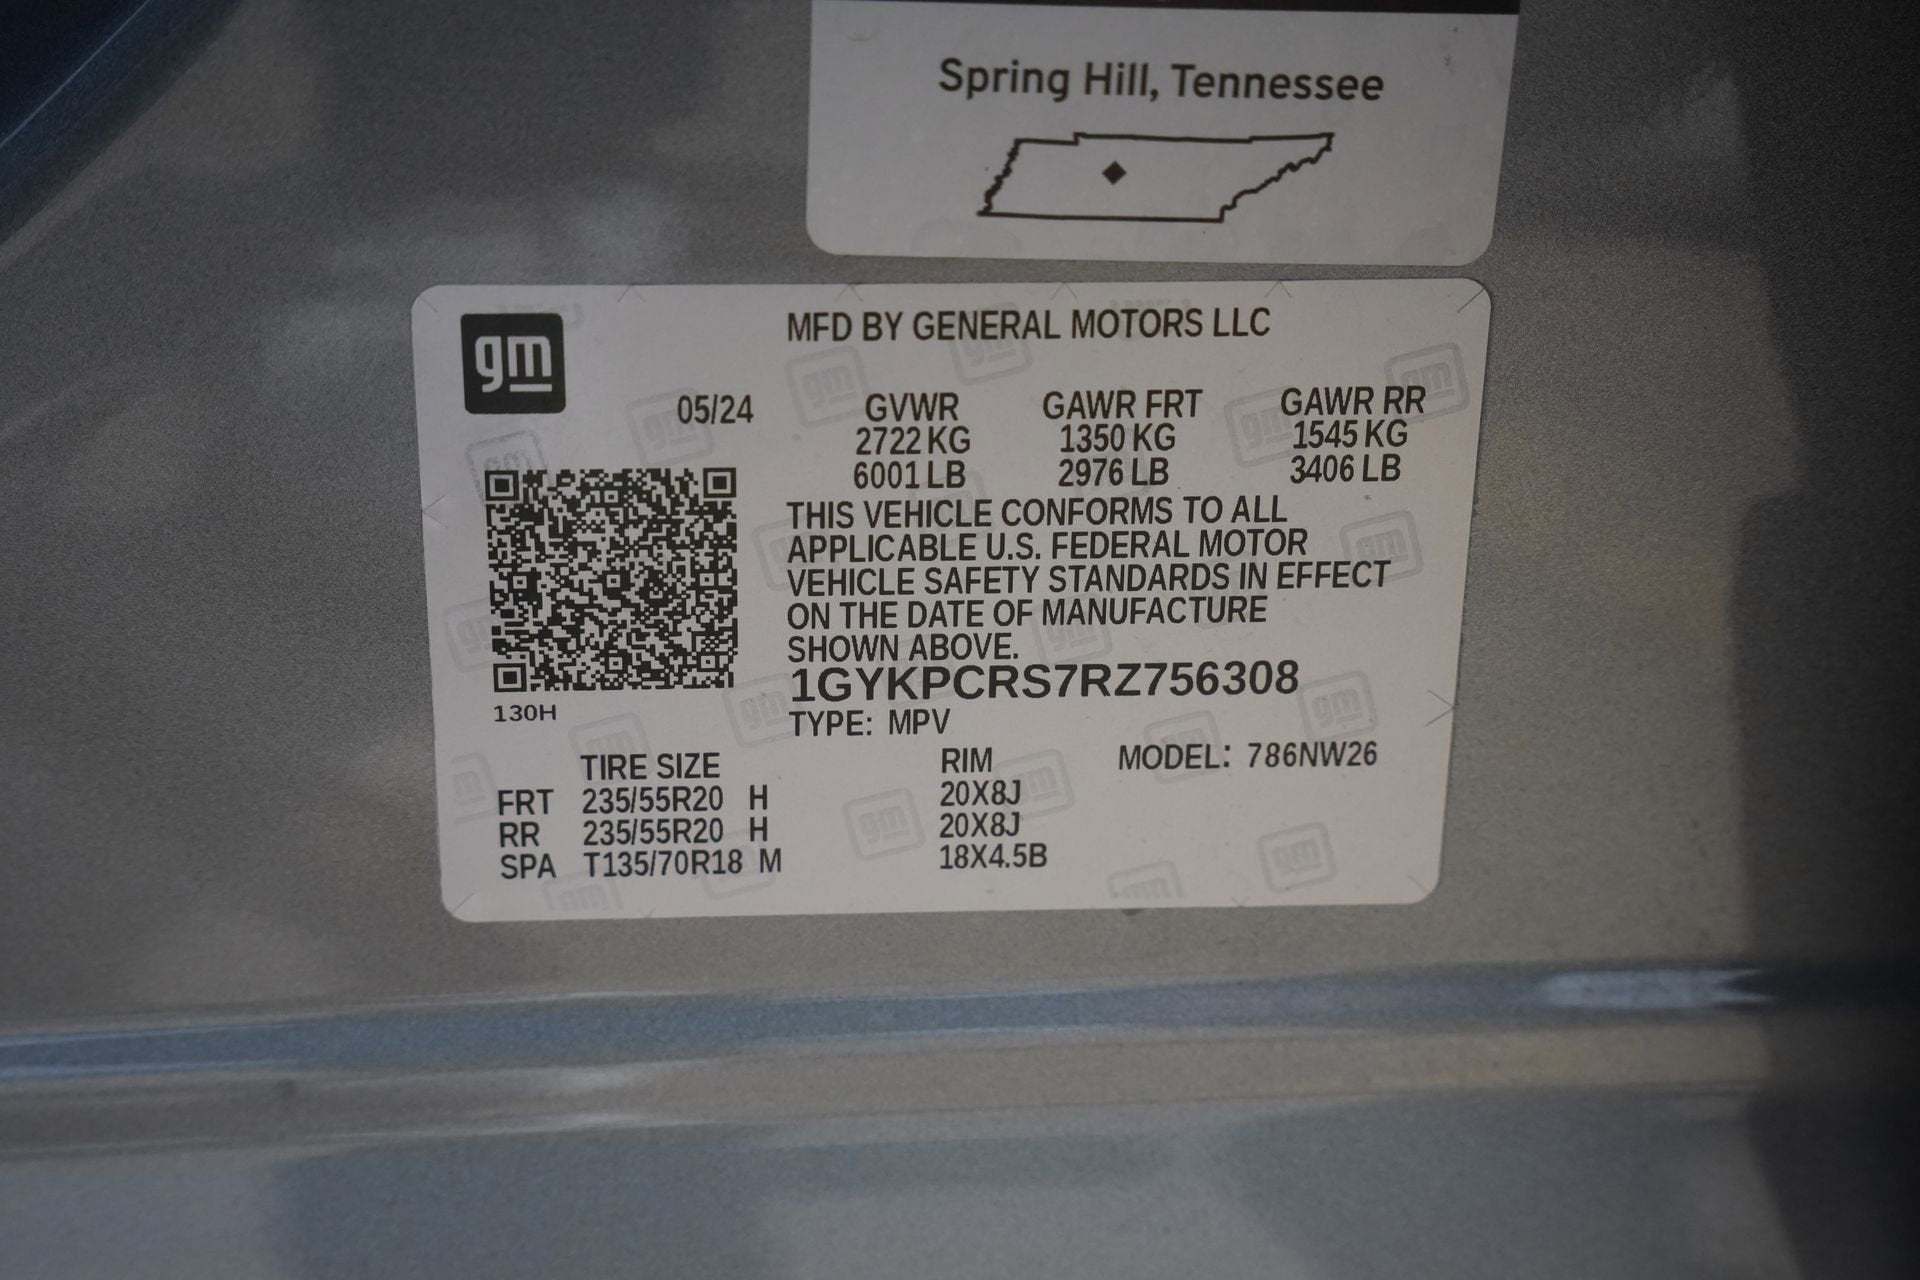 Spring Hill, Tennessee
gm
MFD BY GENERAL MOTORS LLC
05/24 GVWR GAWR FRT GAWR RR
2722 KG 1350 KG 1545 KG
6001 LB 2976 LB 3406 LB
THIS VEHICLE CONFORMS TO ALL
APPLICABLE U.S. FEDERAL MOTOR
VEHICLE SAFETY STANDARDS IN EFFECT
ON THE DATE OF MANUFACTURE
SHOWN ABOVE.
1GYKPCRS7RZ756308
130H
TYPE: MPV
TIRE SIZE RIM MODEL: 786NW26
FRT 235/55R20 H 20X8J
RR 235/55R20 H 20X8J
SPA T135/70R18 M 18X4.5B